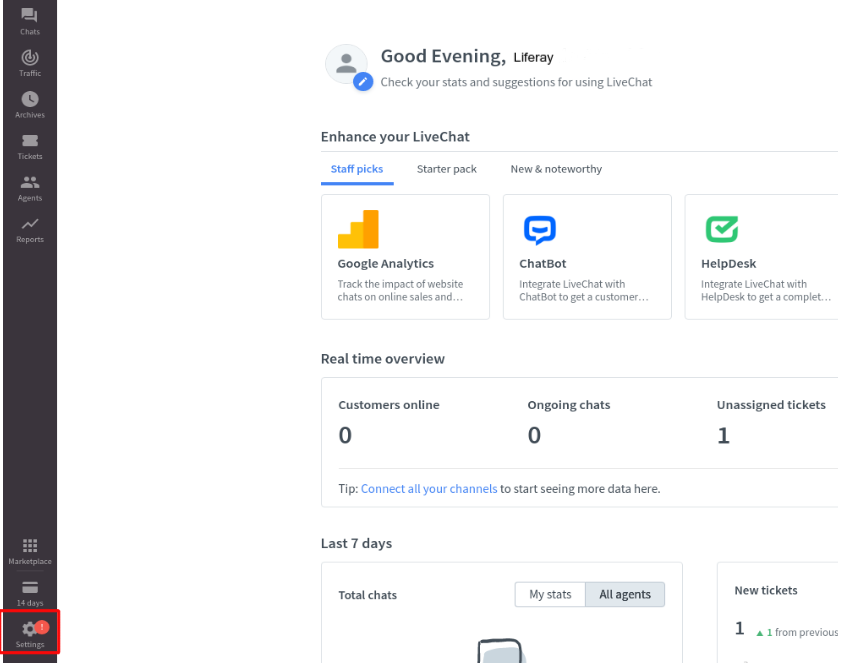 Chats
Traffic
Archives
Tickets
Agents
Reports
Marketplace
14 days
!
Settings
Good Evening, Liferay
Check your stats and suggestions for using LiveChat
Enhance your LiveChat
Staff picks Starter pack New & noteworthy
Google Analytics
Track the impact of website
chats on online sales and…
ChatBot
Integrate LiveChat with
ChatBot to get a customer…
HelpDesk
Integrate LiveChat with
HelpDesk to get a complet…
Real time overview
Customers online Ongoing chats Unassigned tickets
0 0 1
Tip: Connect all your channels to start seeing more data here.
Last 7 days
Total chats My stats All agents
New tickets
1 ▲ 1 from previous